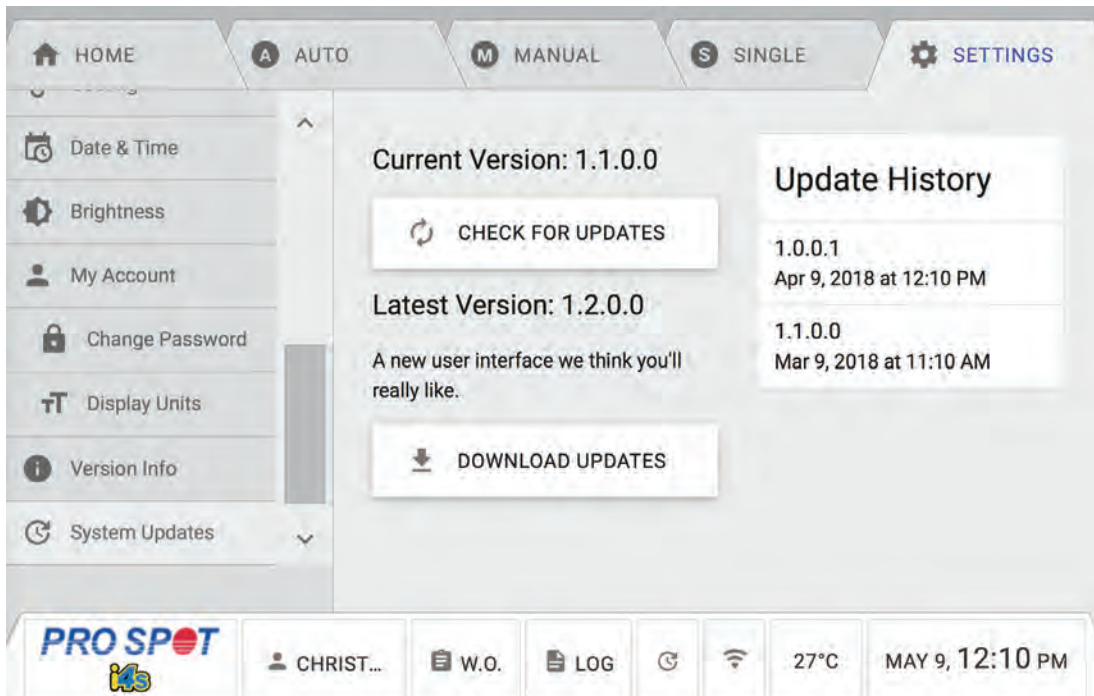 HOME
A AUTO
M MANUAL
S SINGLE
SETTINGS
Date & Time
Brightness
My Account
Change Password
Display Units
Version Info
System Updates
Current Version: 1.1.0.0
CHECK FOR UPDATES
Latest Version: 1.2.0.0
A new user interface we think you'll
really like.
DOWNLOAD UPDATES
Update History
1.0.0.1
Apr 9, 2018 at 12:10 PM
1.1.0.0
Mar 9, 2018 at 11:10 AM
PRO SPOT
i4s
CHRIST...
W.O.
LOG
27°C
MAY 9, 12:10 PM